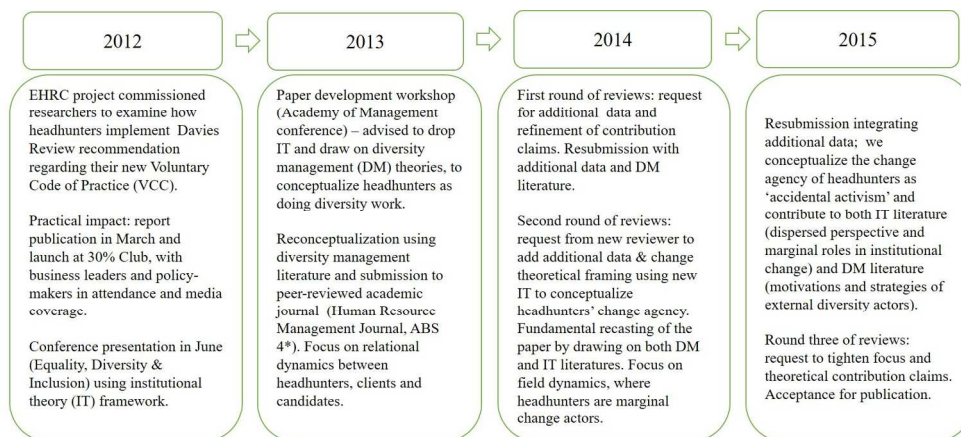 2012
EHRC project commissioned
researchers to examine how
headhunters implement Davies
Review recommendation
regarding their new Voluntary
Code of Practice (VCC).
Practical impact: report
publication in March and
launch at 30% Club, with
business leaders and policy-
makers in attendance and media
coverage.
Conference presentation in June
(Equality, Diversity &
Inclusion) using institutional
theory (IT) framework.
2013
Paper development workshop
(Academy of Management
conference) – advised to drop
IT and draw on diversity
management (DM) theories, to
conceptualize headhunters as
doing diversity work.
Reconceptualization using
diversity management
literature and submission to
peer-reviewed academic
journal (Human Resource
Management Journal, ABS
4*). Focus on relational
dynamics between
headhunters, clients and
candidates.
2014
First round of reviews: request
for additional data and
refinement of contribution
claims. Resubmission with
additional data and DM
literature.
Second round of reviews:
request from new reviewer to
add additional data & change
theoretical framing using new
IT to conceptualize
headhunters' change agency.
Fundamental recasting of the
paper by drawing on both DM
and IT literatures. Focus on
field dynamics, where
headhunters are marginal
change actors.
2015
Resubmission integrating
additional data; we
conceptualize the change
agency of headhunters as
‘accidental activism’ and
contribute to both IT literature
(dispersed perspective and
marginal roles in institutional
change) and DM literature
(motivations and strategies of
external diversity actors).
Round three of reviews:
request to tighten focus and
theoretical contribution claims.
Acceptance for publication.